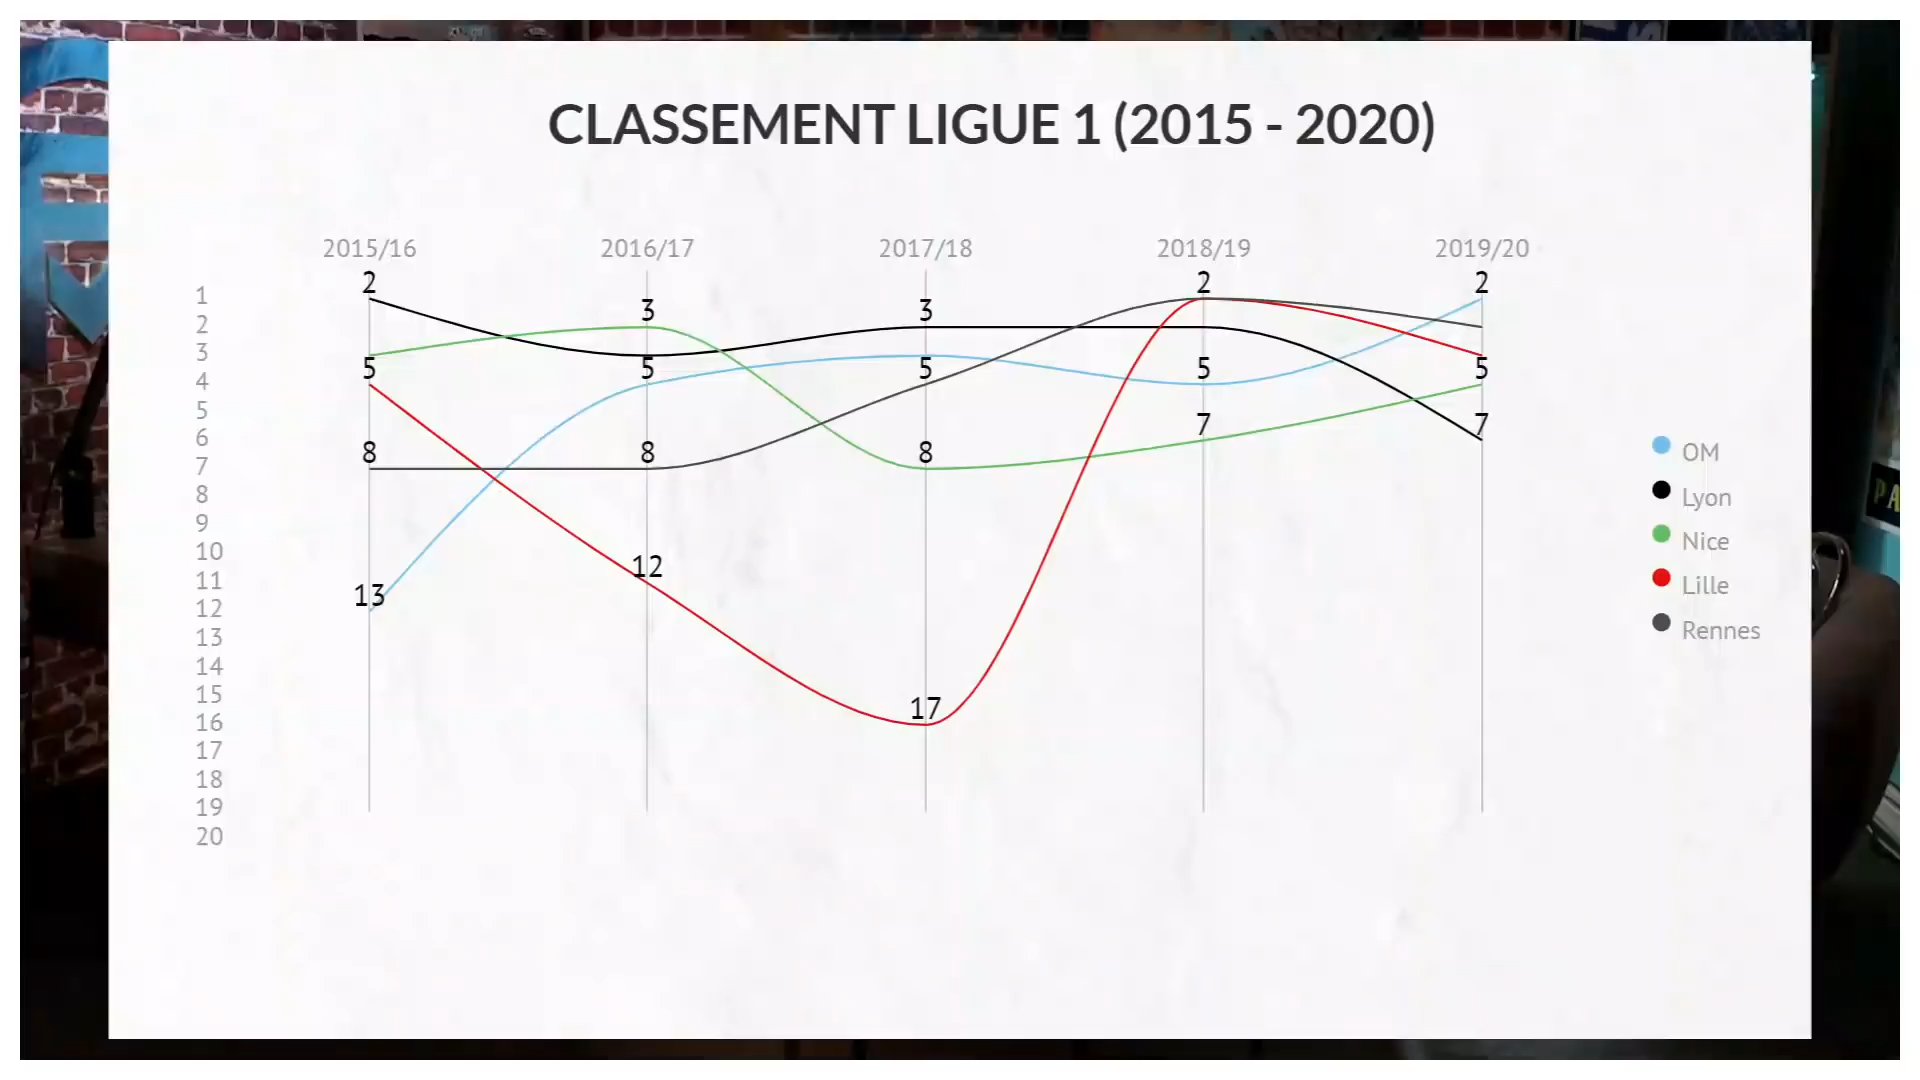 CLASSEMENT LIGUE 1 (2015 - 2020)
2015/16 2016/17 2017/18 2018/19 2019/20
2 2 2
1
3 3
2
3
5 5 5 5 5
4
5
7 7
6
8 8 8
7
8
9
10
12
11
13
12
13
14
15
17
16
17
18
19
20
OM
Lyon
Nice
Lille
Rennes
PA